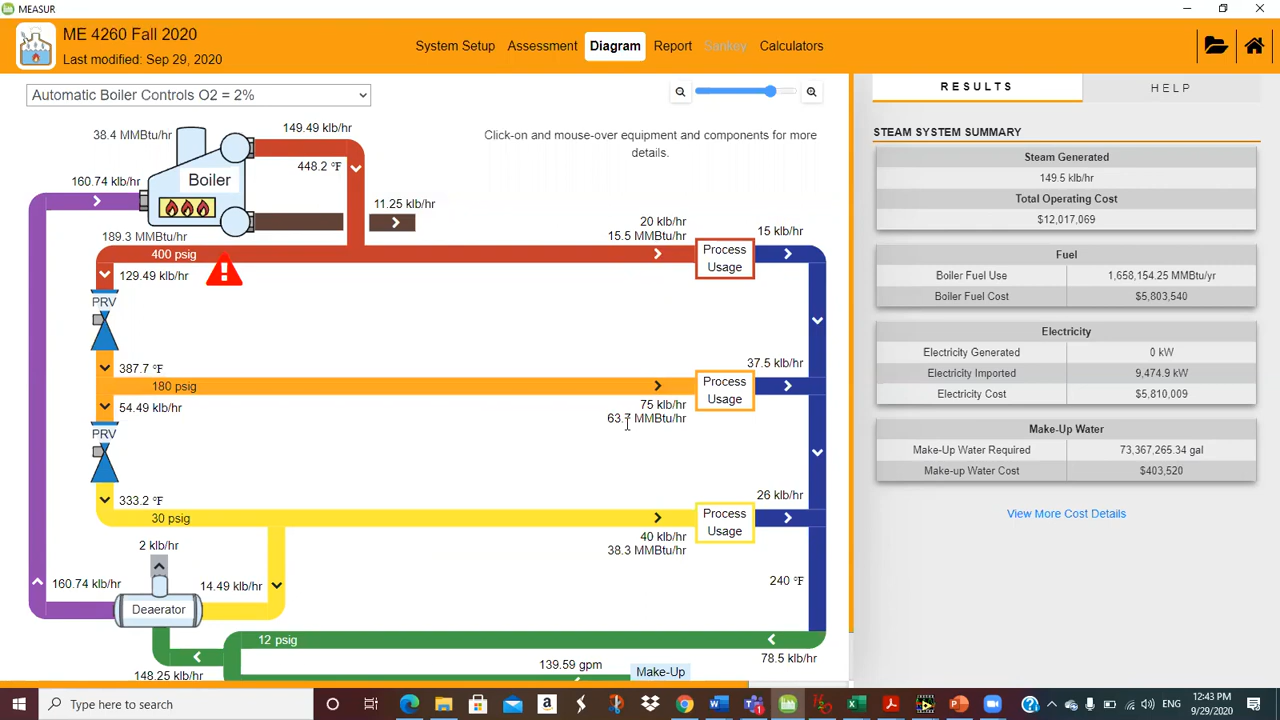 MEASUR
ME 4260 Fall 2020
Last modified: Sep 29, 2020
System Setup
Assessment
Diagram
Report
Sankey
Calculators
Automatic Boiler Controls O2 = 2%
RESULTS
HELP
38.4 MMBtu/hr
149.49 klb/hr
448.2 °F
160.74 klb/hr
Boiler
11.25 klb/hr
189.3 MMBtu/hr
Click-on and mouse-over equipment and components for more
details.
400 psig
129.49 klb/hr
20 klb/hr
15.5 MMBtu/hr
Process
Usage
15 klb/hr
PRV
387.7 °F
180 psig
54.49 klb/hr
75 klb/hr
63.7 MMBtu/hr
Process
Usage
37.5 klb/hr
PRV
333.2 °F
30 psig
40 klb/hr
38.3 MMBtu/hr
Process
Usage
26 klb/hr
2 klb/hr
160.74 klb/hr
14.49 klb/hr
Deaerator
240 °F
12 psig
78.5 klb/hr
148.25 klb/hr
139.59 gpm
Make-Up
STEAM SYSTEM SUMMARY
Steam Generated
149.5 klb/hr
Total Operating Cost
$12,017,069
Fuel
Boiler Fuel Use 1,658,154.25 MMBtu/yr
Boiler Fuel Cost $5,803,540
Electricity
Electricity Generated 0 kW
Electricity Imported 9,474.9 kW
Electricity Cost $5,810,009
Make-Up Water
Make-Up Water Required 73,367,265.34 gal
Make-up Water Cost $403,520
View More Cost Details
Type here to search
ENG
12:43 PM
9/29/2020